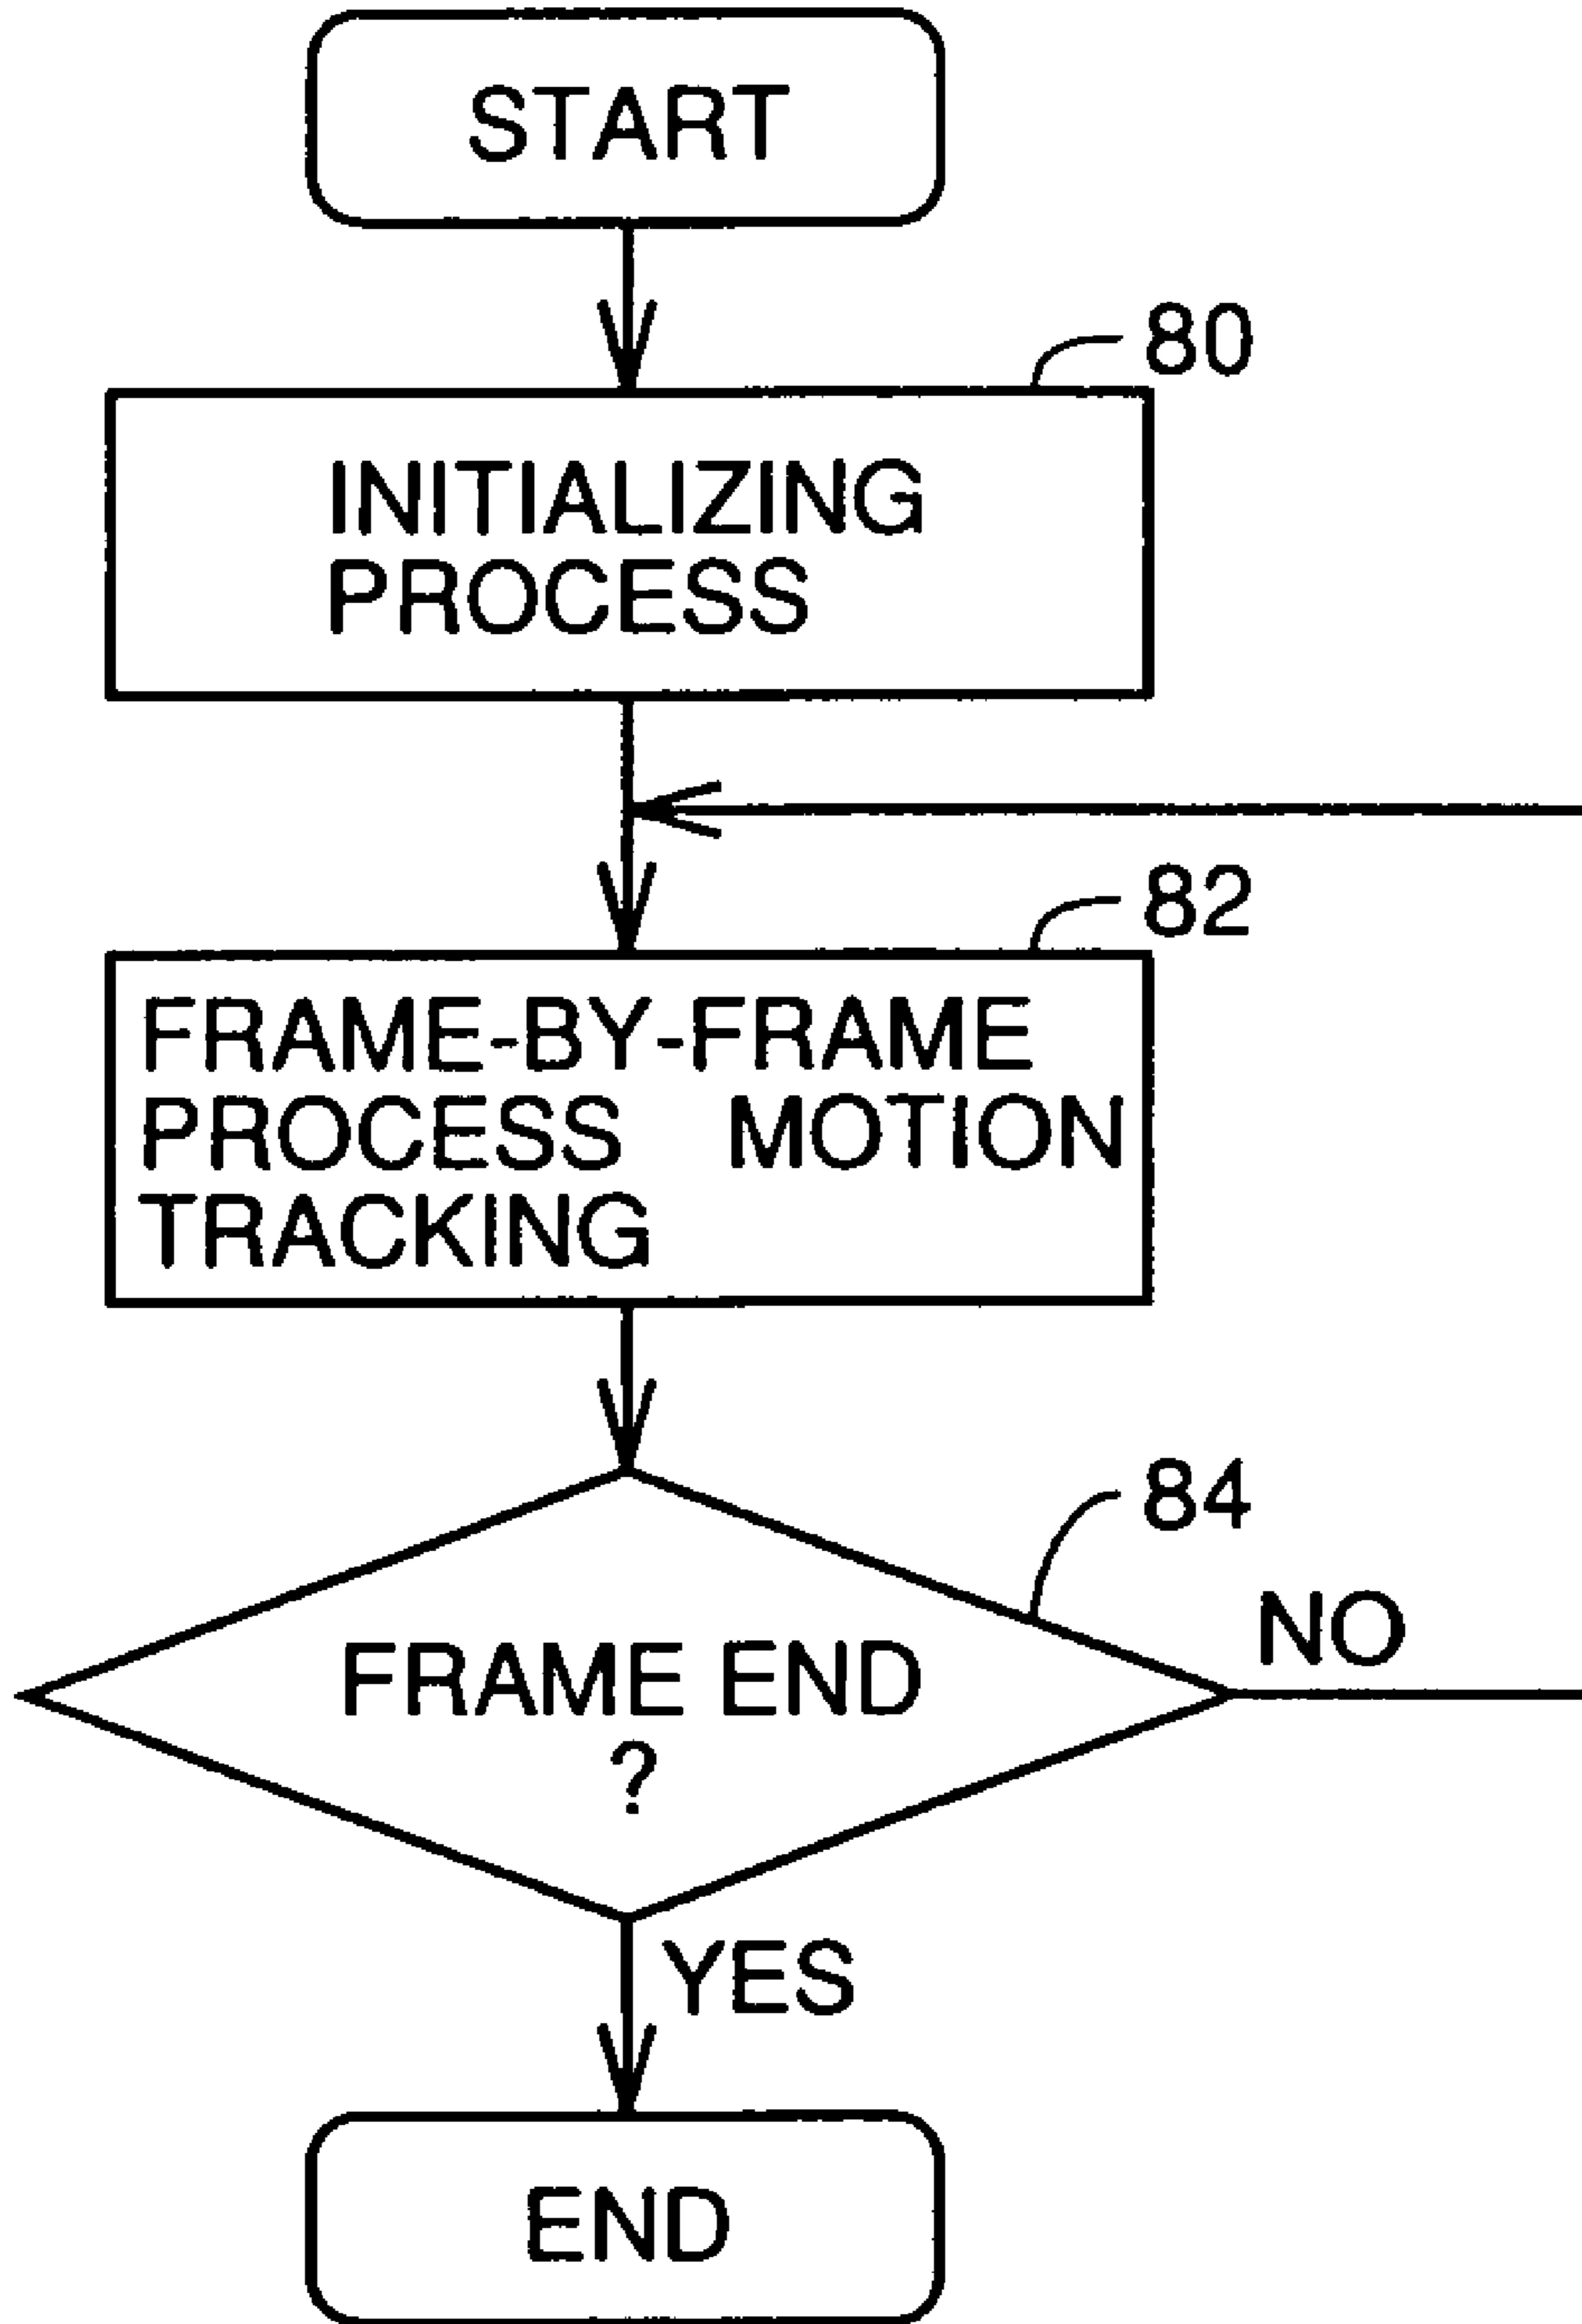 START
80
INITIALIZING
PROCESS
82
FRAME-BY-FRAME
PROCESS MOTION
TRACKING
84
FRAME END
?
NO
YES
END